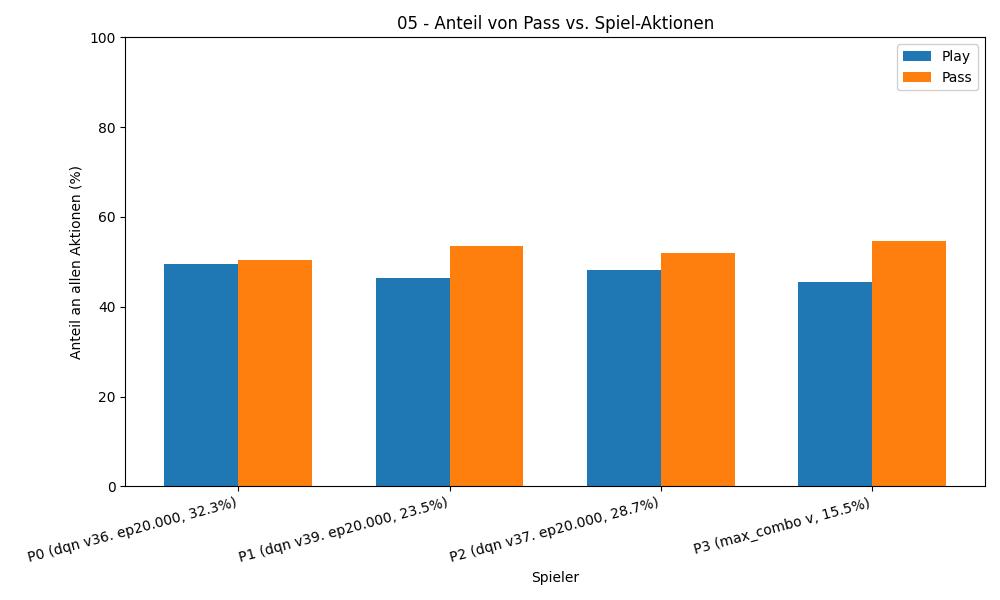 05 - Anteil von Pass vs. Spiel-Aktionen
Play
Pass
Anteil an allen Aktionen (%)
100
80
60
40
20
0
P0 (dqn v36. ep20.000, 32.3%)
P1 (dqn v39. ep20.000, 23.5%)
P2 (dqn v37. ep20.000, 28.7%)
P3 (max_combo v, 15.5%)
Spieler